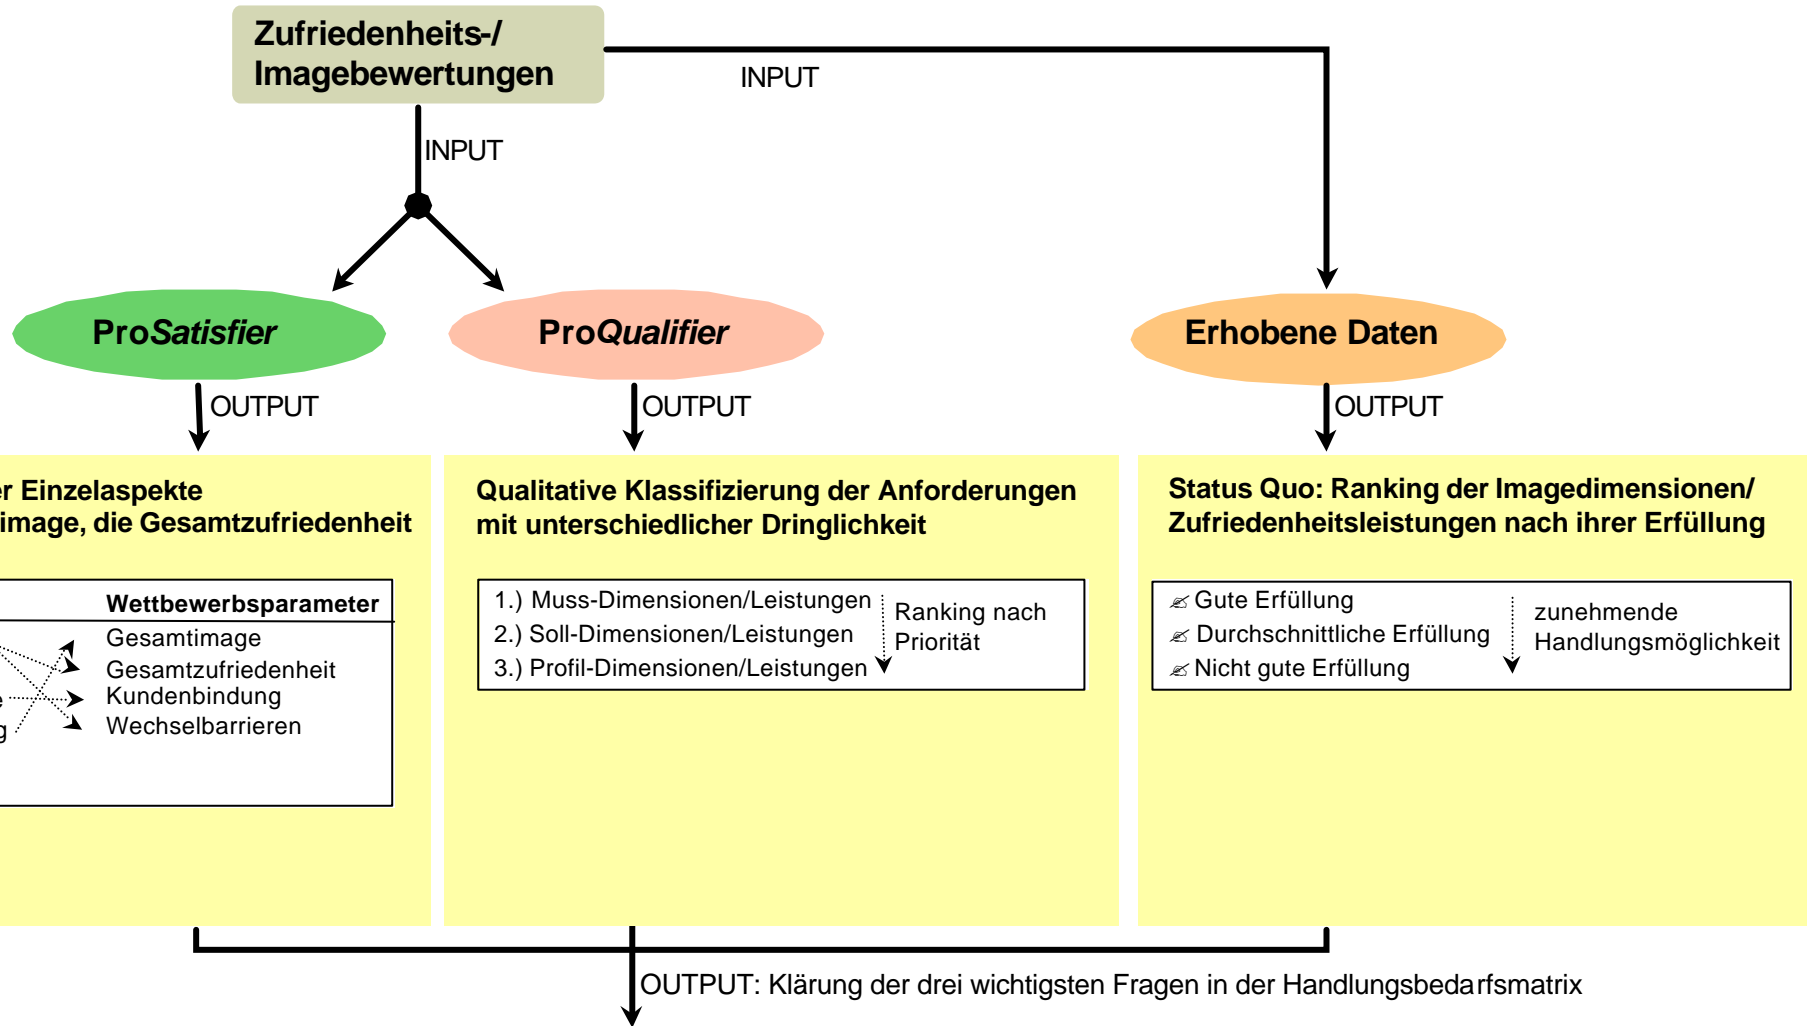 Zufriedenheits-/
Imagebewertungen
INPUT
INPUT
ProSatisfier
ProQualifier
Erhobene Daten
OUTPUT
OUTPUT
OUTPUT
Einzelaspekte
die Gesamtzufriedenheit
Wettbewerbsparameter
Gesamtimage
Gesamtzufriedenheit
Kundenbindung
Wechselbarrieren
Qualitative Klassifizierung der Anforderungen
mit unterschiedlicher Dringlichkeit
1.) Muss-Dimensionen/Leistungen
2.) Soll-Dimensionen/Leistungen
3.) Profil-Dimensionen/Leistungen
Ranking nach
Priorität
Status Quo: Ranking der Imagedimensionen/
Zufriedenheitsleistungen nach ihrer Erfüllung
Gute Erfüllung
Durchschnittliche Erfüllung
Nicht gute Erfüllung
zunehmende
Handlungsmöglichkeit
OUTPUT: Klärung der drei wichtigsten Fragen in der Handlungsbedarfsmatrix